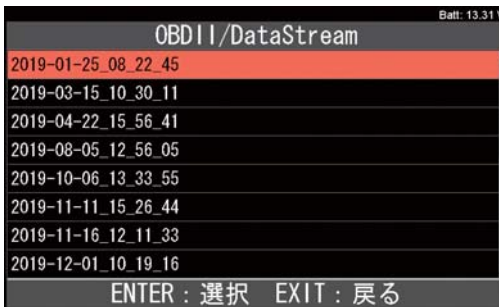 Batt: 13.31
OBDII/DataStream
2019-01-25_08_22_45
2019-03-15_10_30_11
2019-04-22_15_56_41
2019-08-05_12_56_05
2019-10-06_13_33_55
2019-11-11_15_26_44
2019-11-16_12_11_33
2019-12-01_10_19_16
ENTER：選択 EXIT：戻る